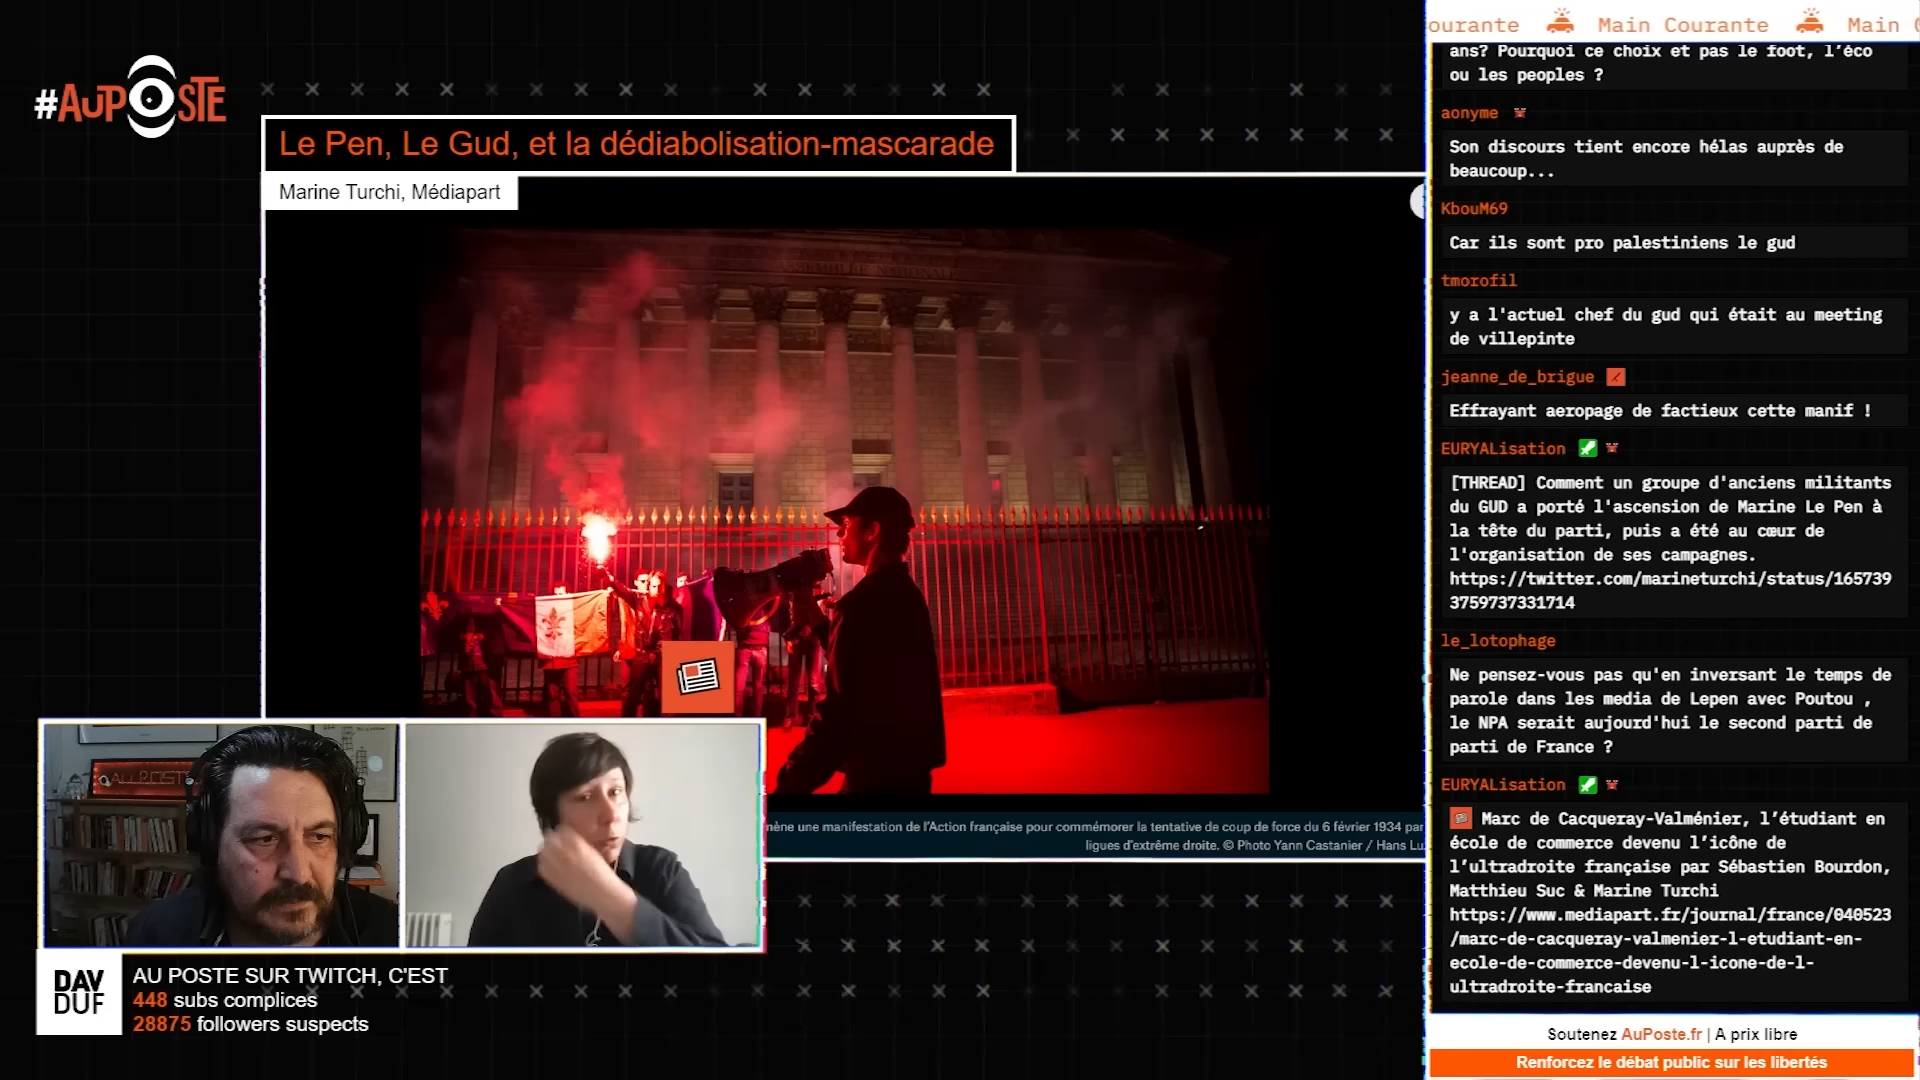 #AUPOSTE
Le Pen, Le Gud, et la dédiabolisation-mascarade
Marine Turchi, Médiapart
ASSEMBLEE NATIONALE
mène une manifestation de l'Action française pour commémorer la tentative de coup de force du 6 février 1934 par
ligues d'extrême droite. © Photo Yann Castanier / Hans Lu
DAV
DUF
AU POSTE SUR TWITCH, C'EST
448 subs complices
28875 followers suspects
ourante Main Courante Main
ans? Pourquoi ce choix et pas le foot, l’éco
ou les peuples ?
aonyme
Son discours tient encore hélas auprès de
beaucoup...
KbouM69
Car ils sont pro palestiniens le gud
tmorofil
y a l'actuel chef du gud qui était au meeting
de villepinte
jeanne_de_brigue
Effrayant aeropage de factieux cette manif !
EURYALisation
[THREAD] Comment un groupe d'anciens militants
du GUD a porté l'ascension de Marine Le Pen à
la tête du parti, puis a été au cœur de
l'organisation de ses campagnes.
https://twitter.com/marineturchi/status/165739
3759737331714
le_lotophage
Ne pensez-vous pas qu'en inversant le temps de
parole dans les media de Lepen avec Poutou ,
le NPA serait aujourd'hui le second parti de
parti de France ?
EURYALisation
Marc de Cacqueray-Valménier, l’étudiant en
école de commerce devenu l’icône de
l’ultradroite française par Sébastien Bourdon,
Matthieu Suc & Marine Turchi
https://www.mediapart.fr/journal/france/040523
/marc-de-cacqueray-valmenier-l-etudiant-en-
ecole-de-commerce-devenu-l-icone-de-l-
ultradroite-francaise
Soutenez AuPoste.fr | A prix libre
Renforcez le débat public sur les libertés